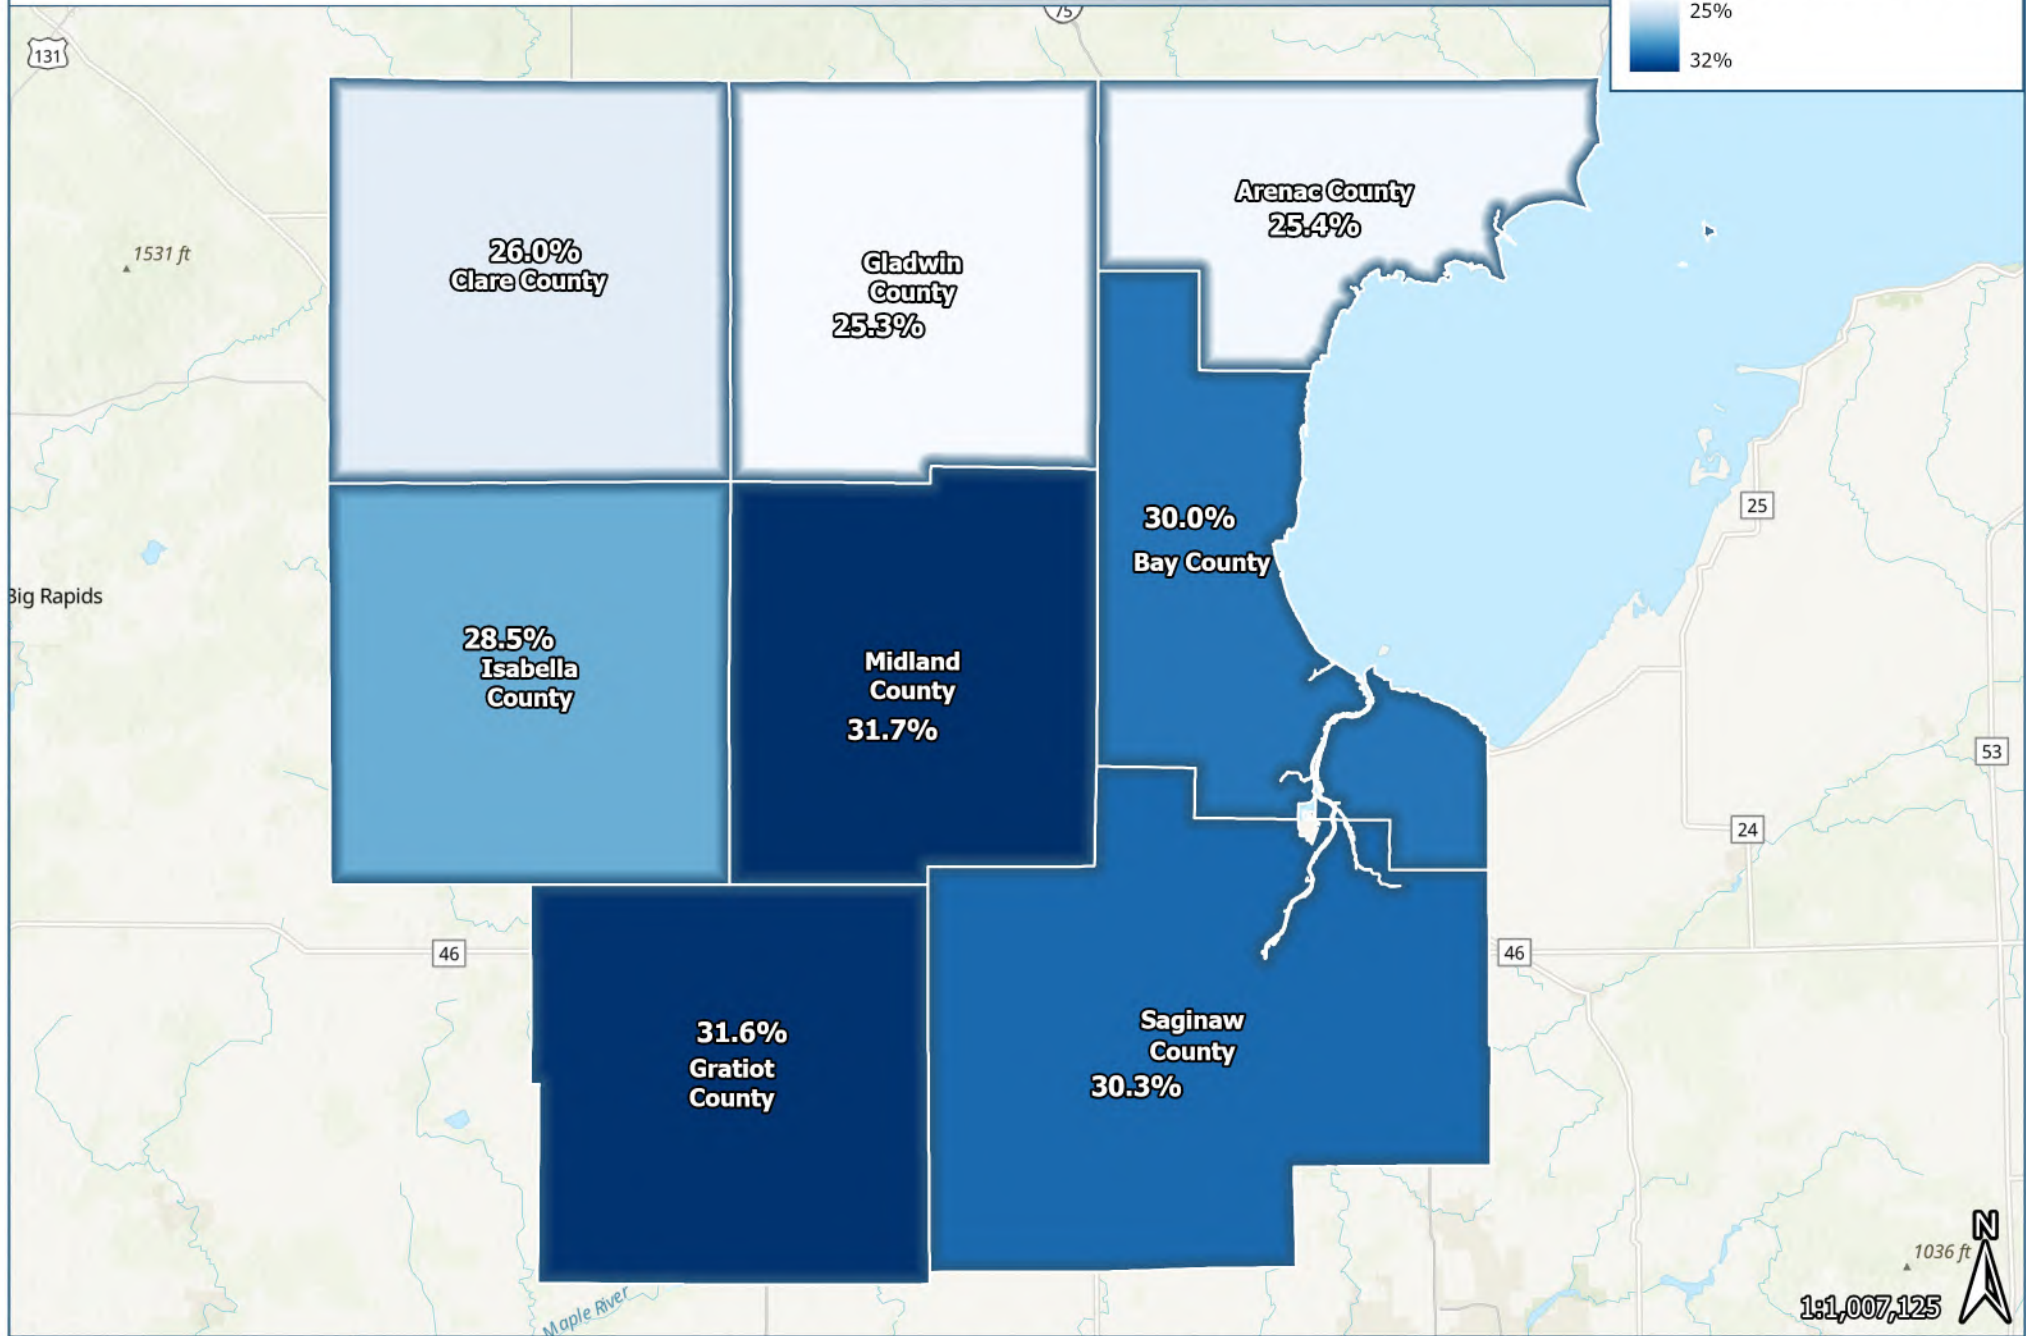 75
25%
32%
131
Arenac County
25.4%
26.0%
Clare County
Gladwin
County
25.3%
1531 ft
25
30.0%
Bay County
Big Rapids
28.5%
Isabella
County
Midland
County
31.7%
53
24
46
46
31.6%
Gratiot
County
Saginaw
County
30.3%
N
1036 ft
1:1,007,125
Maple River